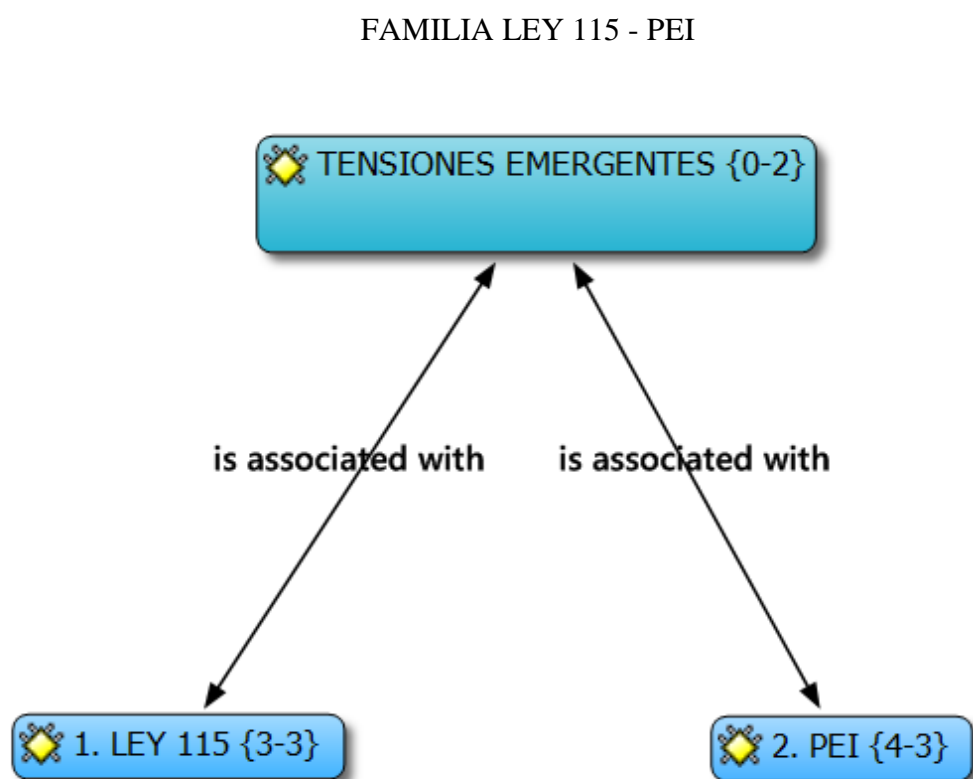 FAMILIA LEY 115 - PEI
TENSIONES EMERGENTES {0-2}
is associated with
is associated with
1. LEY 115 {3-3}
2. PEI {4-3}